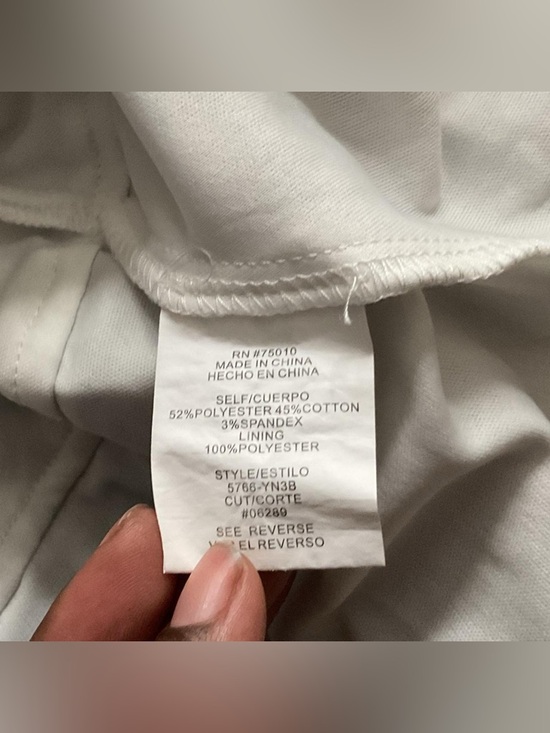 RN #75010
MADE IN CHINA
HECHO EN CHINA
SELF/CUERPO
52%POLYESTER 45%COTTON
3%SPANDEX
LINING
100%POLYESTER
STYLE/ESTILO
5766-YN3B
CUT/CORTE
#06289
SEE REVERSE
EL REVERSO